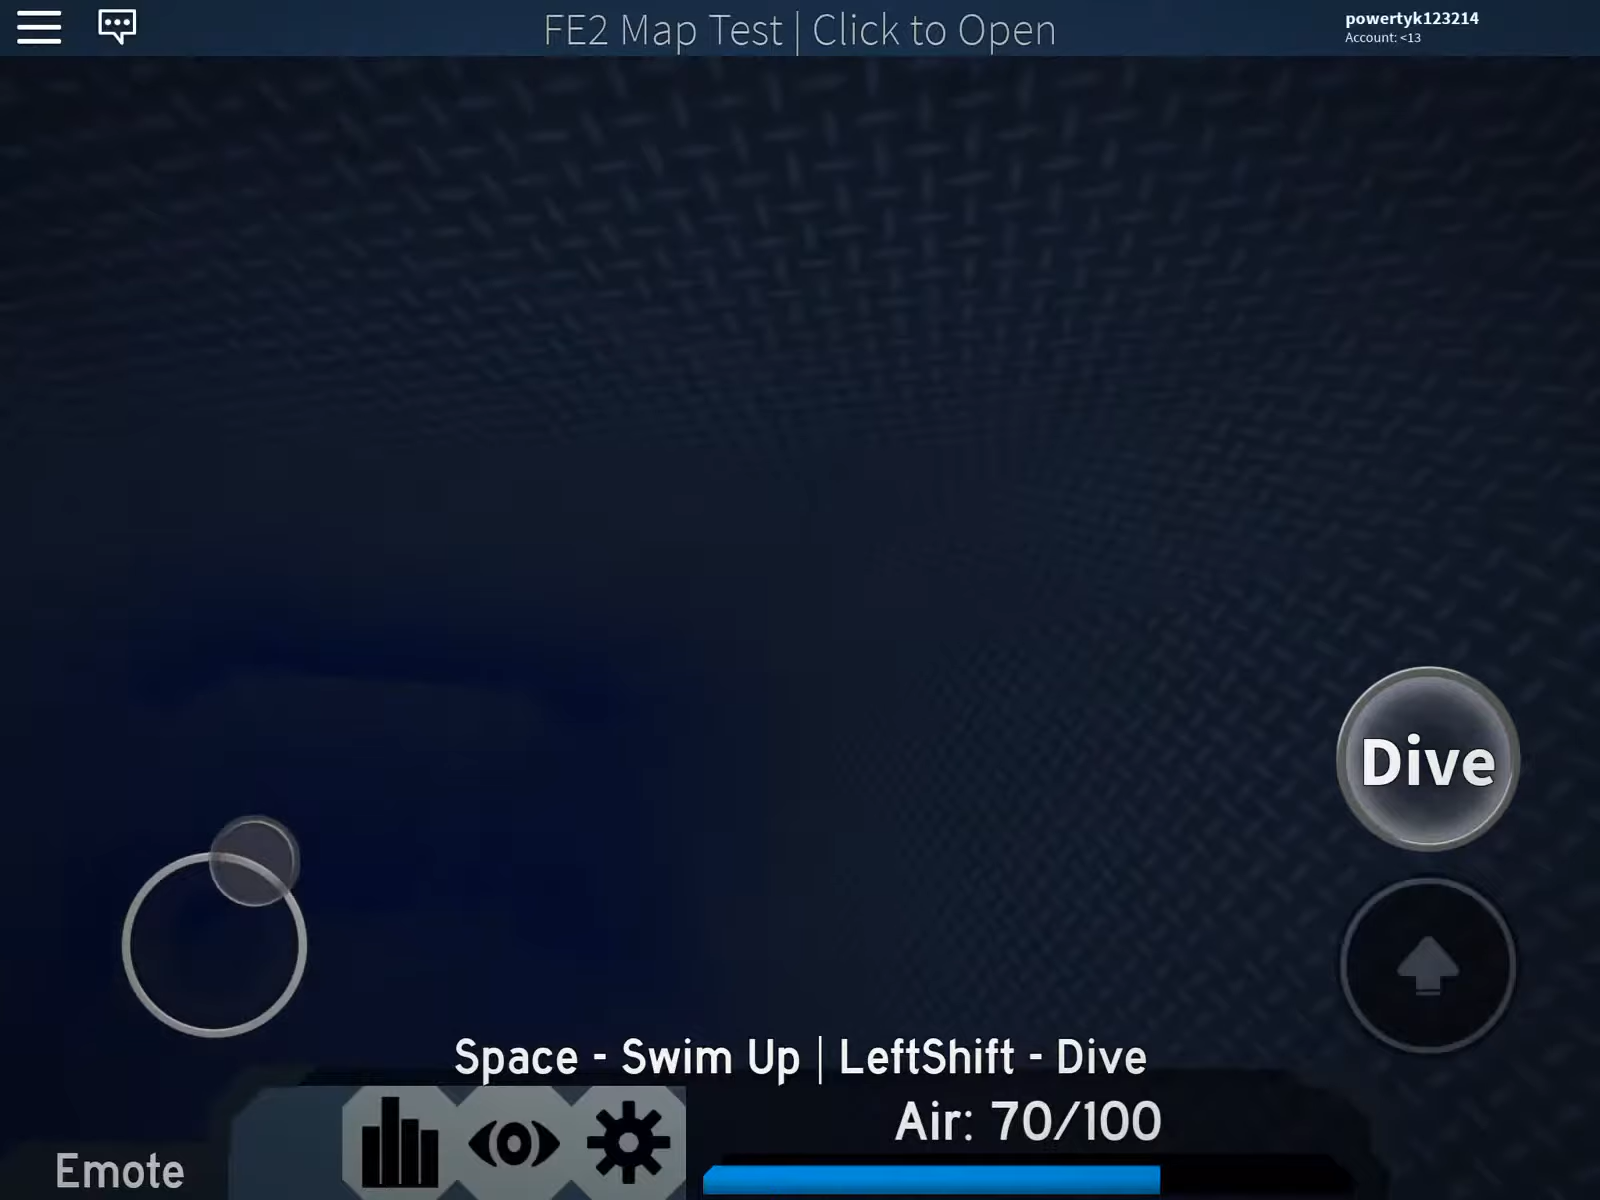 FE2 Map Test | Click to Open
powertyk123214
Account: <13
Dive
Space - Swim Up | LeftShift - Dive
Air: 70/100
Emote